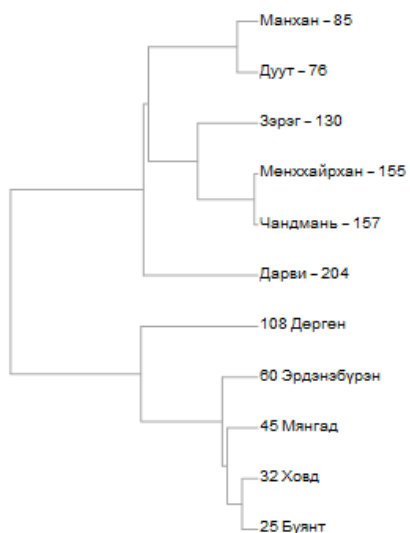 Манхан – 85
Дуут – 76
Зэрэг – 130
Мөнххайрхан – 155
Чандмань – 157
Дарви – 204
108 Дөргөн
60 Эрдэнэбүрэн
45 Мянгад
32 Ховд
25 Буянт